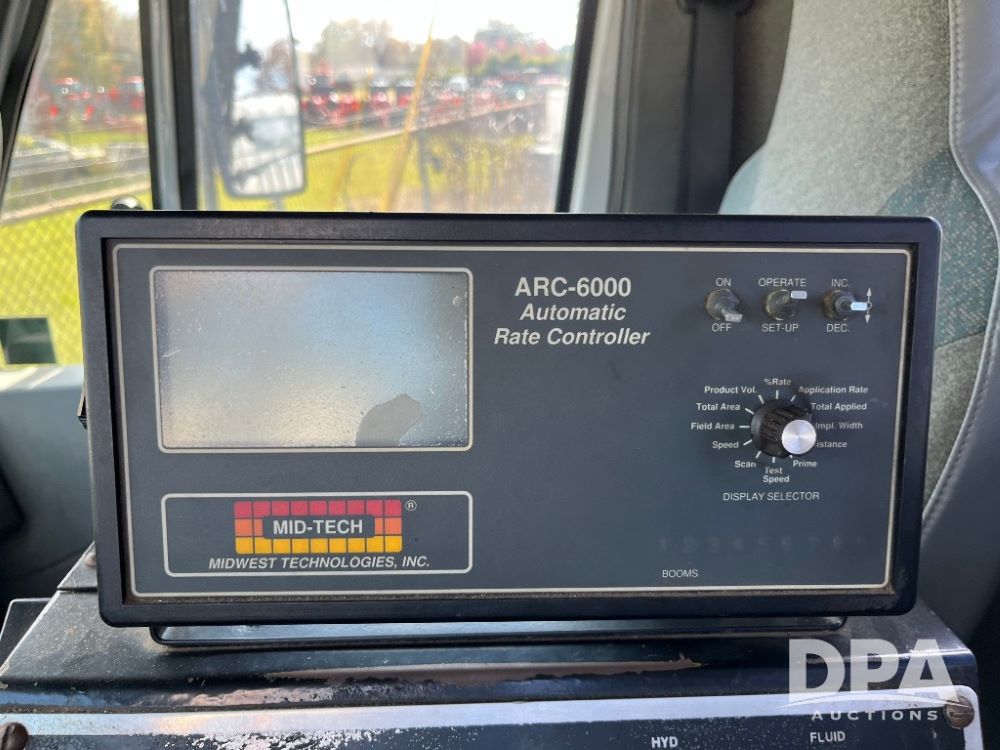 ARC-6000
Automatic
Rate Controller
ON
OFF
OPERATE
SET-UP
INC.
DEC.
%Rate
Product Vol.
Application Rate
Total Area
Total Applied
Field Area
Impl. Width
Speed
Scan
Test
Speed
Prime
DISPLAY SELECTOR
MID-TECH ®
MIDWEST TECHNOLOGIES, INC.
BOOMS
DPA
AUCTIONS
HYD
FLUID